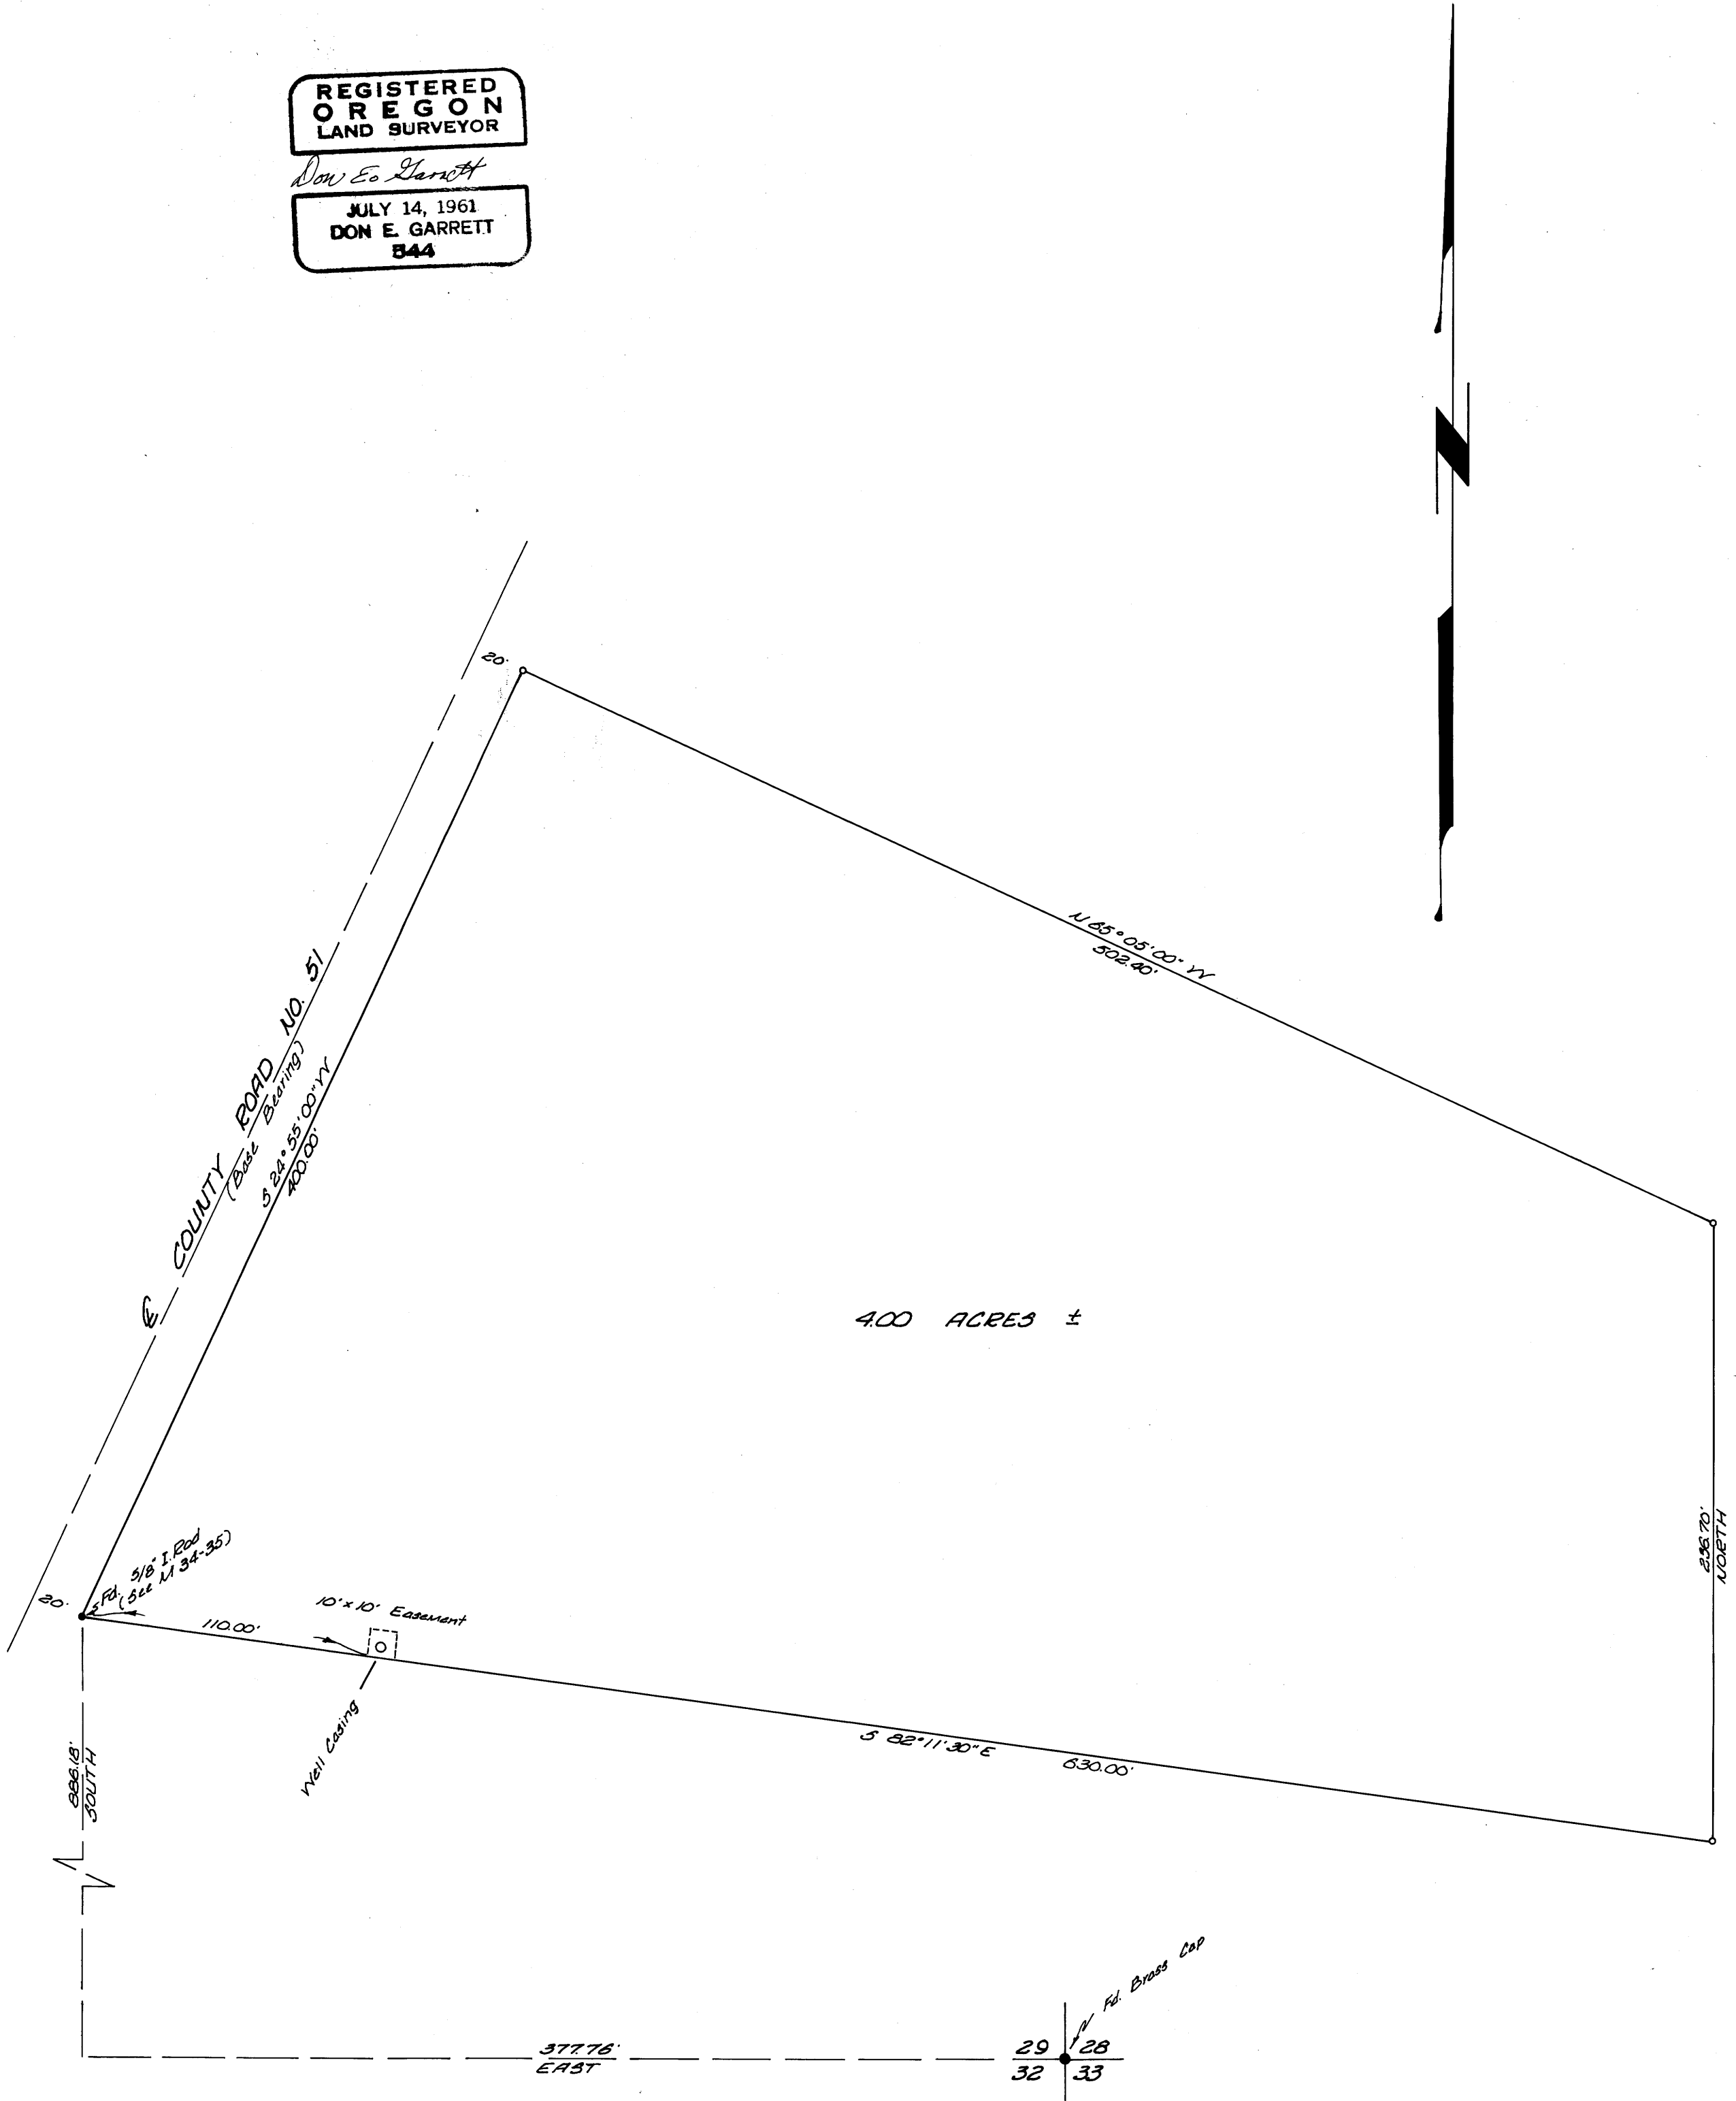 REGISTERED
OREGON
LAND SURVEYOR
Don E. Garrett
JULY 14, 1961
DON E. GARRETT
544
N
20'
N 65° 05' 00" W
502.40'
℄ COUNTY ROAD NO. 51
(Base Bearing)
S 24° 55' 00" W
400.00'
4.00 ACRES ±
236.70'
NORTH
Fd. 5/8" I. Rod
(See M 34-35)
20'
110.00'
10' x 10' Easement
Well Casing
S 82° 11' 30" E
630.00'
886.18'
SOUTH
Fd. Brass Cap
377.76'
EAST
29 28
32 33